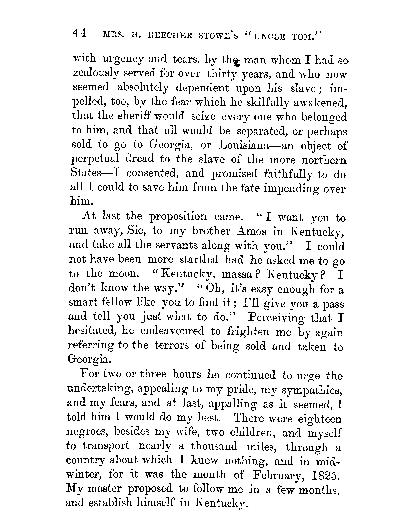 44 MRS. H. BEECHER STOWE'S "UNCLE TOM."
with urgency and tears, by the man whom I had so
zealously served for over thirty years, and who now
seemed absolutely dependent upon his slave; im-
pelled, too, by the fear which he skilfully awakened,
that the sheriff would seize every one who belonged
to him, and that all would be separated, or perhaps
sold to go to Georgia, or Louisiana—an object of
perpetual dread to the slave of the more northern
States—I consented, and promised faithfully to do
all I could to save him from the fate impending over
him.
At last the proposition came. "I want you to
run away, Sie, to my brother Amos in Kentucky,
and take all the servants along with you." I could
not have been more startled had he asked me to go
to the moon. "Kentucky, massa? Kentucky? I
don't know the way." "Oh, it's easy enough for a
smart fellow like you to find it; I'll give you a pass
and tell you just what to do." Perceiving that I
hesitated, he endeavoured to frighten me by again
referring to the terrors of being sold and taken to
Georgia.
For two or three hours he continued to urge the
undertaking, appealing to my pride, my sympathies,
and my fears, and at last, appalling as it seemed, I
told him I would do my best. There were eighteen
negroes, besides my wife, two children, and myself
to transport nearly a thousand miles, through a
country about which I knew nothing, and in mid-
winter, for it was the month of February, 1825.
My master proposed to follow me in a few months,
and establish himself in Kentucky.